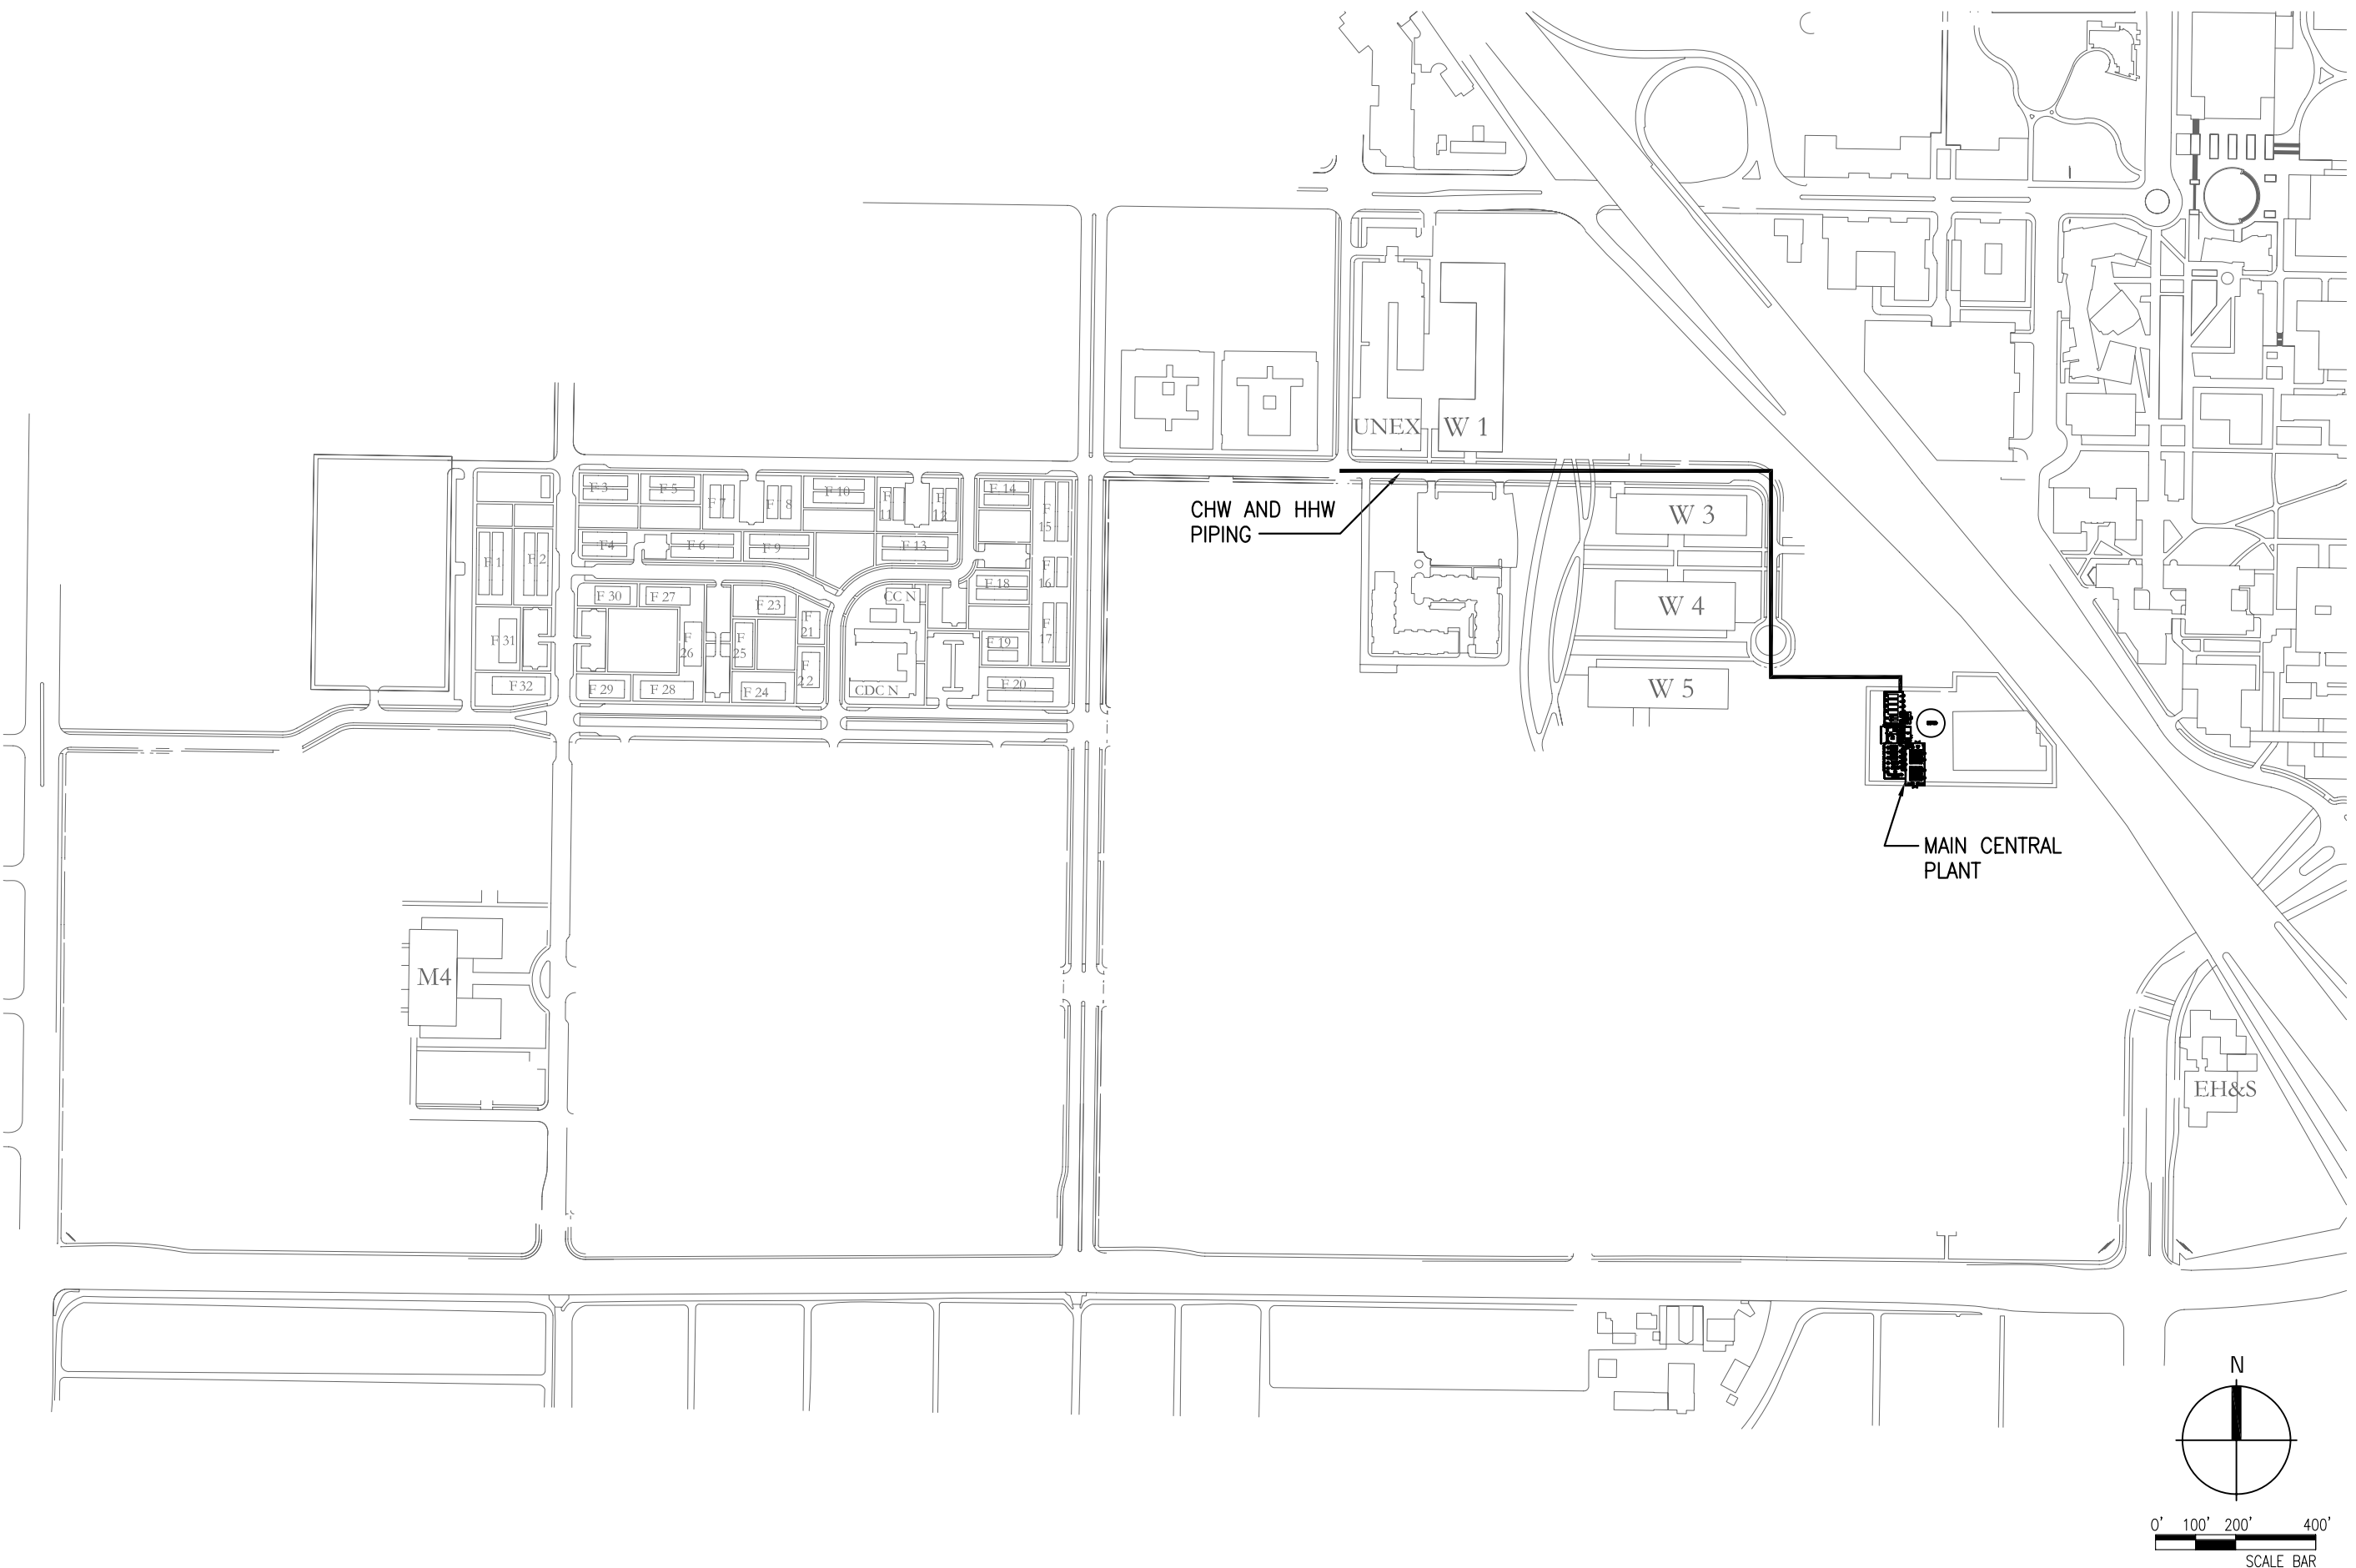 UNEX
W 1
CHW AND HHW
PIPING
W 3
W 4
W 5
F 3
F 5
F 7
F 8
F 10
F
11
F
12
F 14
F
15
F 1
F 2
F4
F 6
F 9
F 13
F
16
F 18
F 30
F 27
F 23
F
21
CC N
F
17
F 31
F
26
F
25
F
22
F 19
F 32
F 29
F 28
F 24
CDC N
F 20
MAIN CENTRAL
PLANT
M4
EH&S
N
0' 100' 200' 400'
SCALE BAR